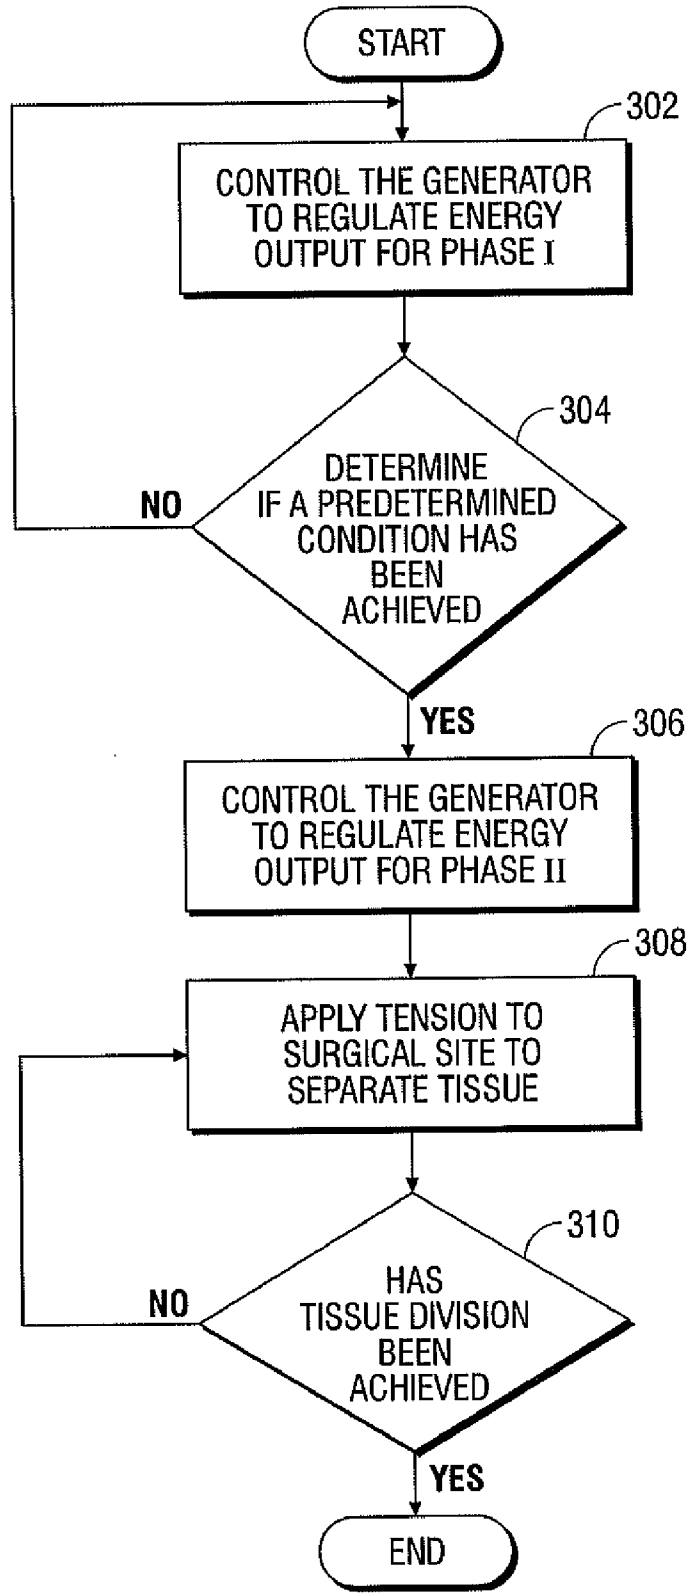 START
302
CONTROL THE GENERATOR
TO REGULATE ENERGY
OUTPUT FOR PHASE I
304
DETERMINE
IF A PREDETERMINED
CONDITION HAS
BEEN
ACHIEVED
NO
YES
306
CONTROL THE GENERATOR
TO REGULATE ENERGY
OUTPUT FOR PHASE II
308
APPLY TENSION TO
SURGICAL SITE TO
SEPARATE TISSUE
310
HAS
TISSUE DIVISION
BEEN
ACHIEVED
NO
YES
END